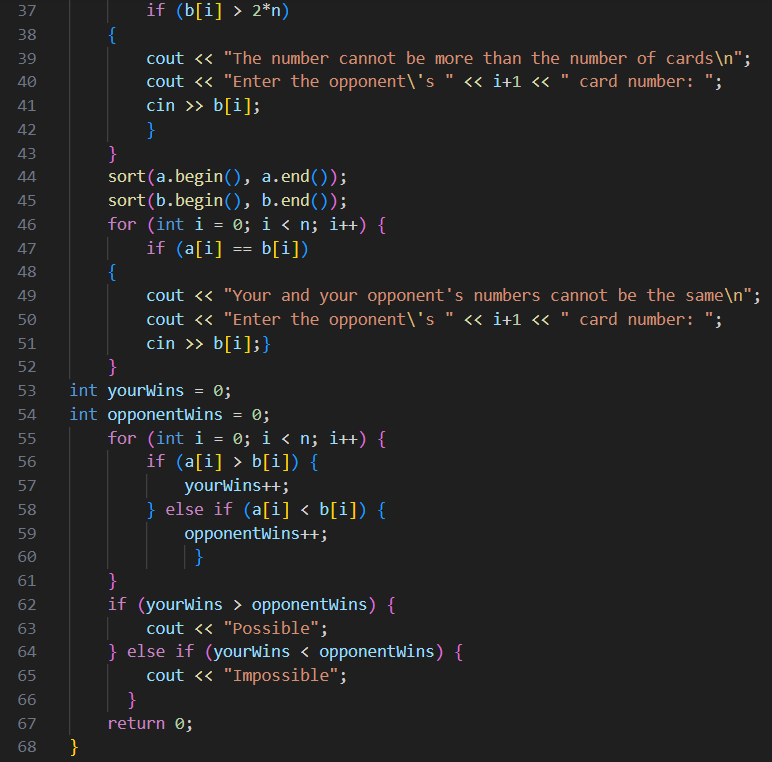 37 if (b[i] > 2*n)
38 {
39 cout << "The number cannot be more than the number of cards\n";
40 cout << "Enter the opponent\'s " << i+1 << " card number: ";
41 cin >> b[i];
42 }
43 }
44 sort(a.begin(), a.end());
45 sort(b.begin(), b.end());
46 for (int i = 0; i < n; i++) {
47 if (a[i] == b[i])
48 {
49 cout << "Your and your opponent's numbers cannot be the same\n";
50 cout << "Enter the opponent\'s " << i+1 << " card number: ";
51 cin >> b[i];}
52 }
53 int yourWins = 0;
54 int opponentWins = 0;
55 for (int i = 0; i < n; i++) {
56 if (a[i] > b[i]) {
57 yourWins++;
58 } else if (a[i] < b[i]) {
59 opponentWins++;
60 }
61 }
62 if (yourWins > opponentWins) {
63 cout << "Possible";
64 } else if (yourWins < opponentWins) {
65 cout << "Impossible";
66 }
67 return 0;
68 }